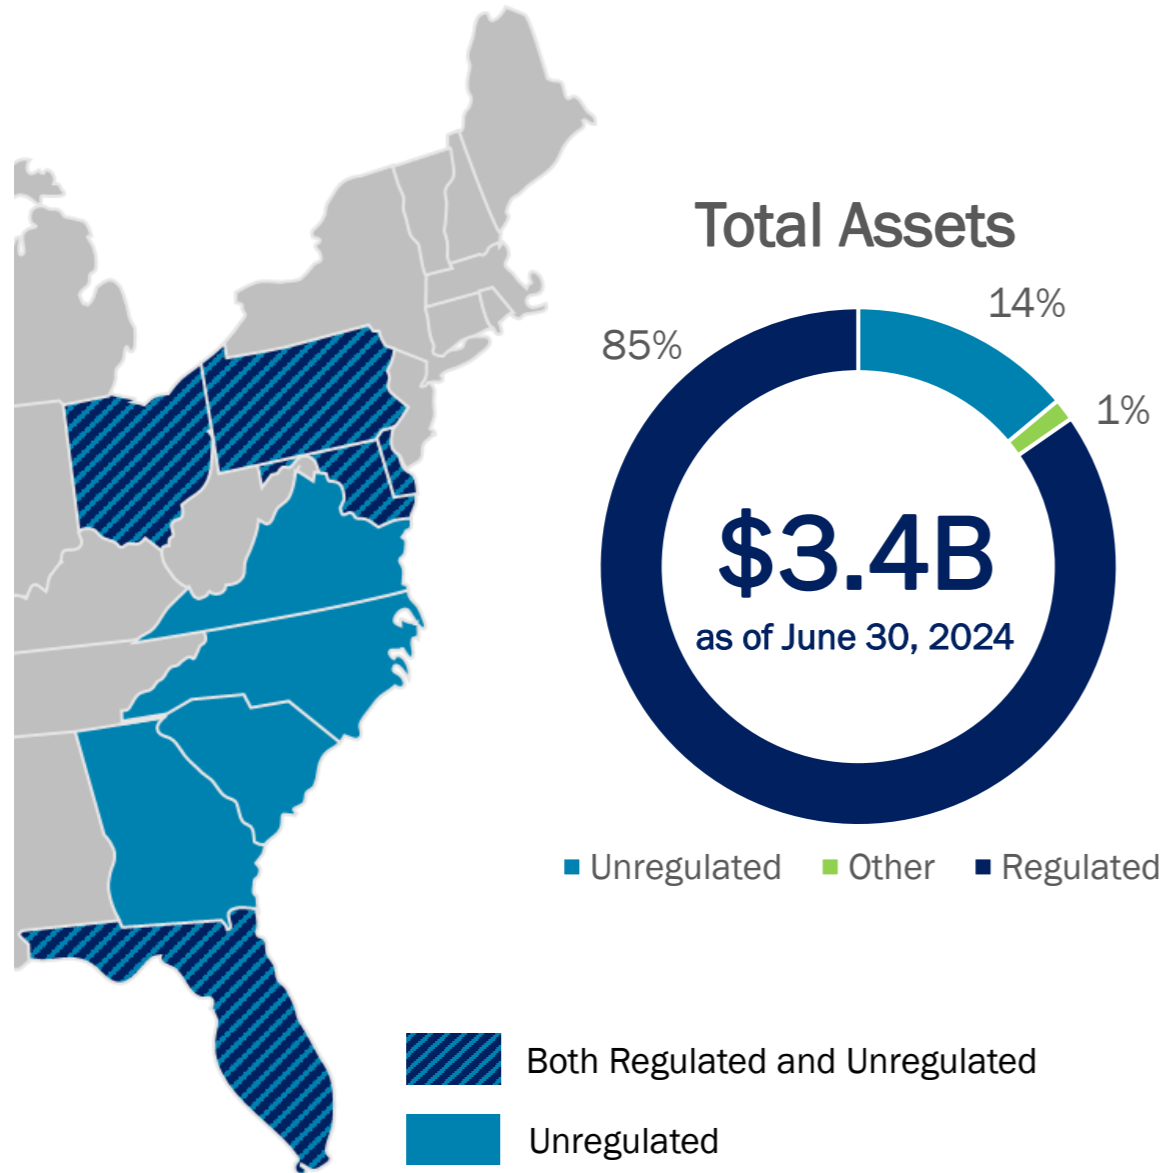 Total Assets
14%
85%
1%
$3.4B
as of June 30, 2024
Unregulated
Other
Regulated
Both Regulated and Unregulated
Unregulated